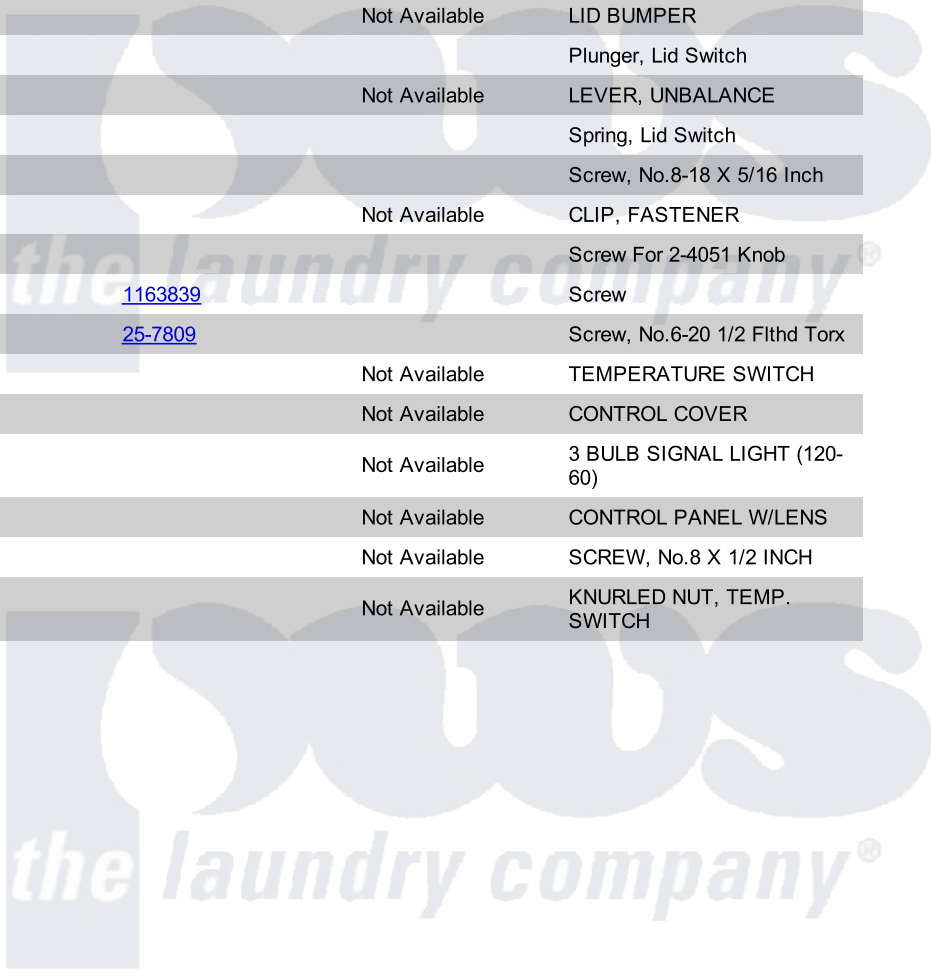 Not Available LID BUMPER
Plunger, Lid Switch
Not Available LEVER, UNBALANCE
Spring, Lid Switch
Screw, No.8-18 X 5/16 Inch
Not Available CLIP, FASTENER
Screw For 2-4051 Knob
1163839 Screw
25-7809 Screw, No.6-20 1/2 Flthd Torx
Not Available TEMPERATURE SWITCH
Not Available CONTROL COVER
Not Available 3 BULB SIGNAL LIGHT (120-
60)
Not Available CONTROL PANEL W/LENS
Not Available SCREW, No.8 X 1/2 INCH
Not Available KNURLED NUT, TEMP.
SWITCH
pws
the laundry company®
pws
the laundry company®